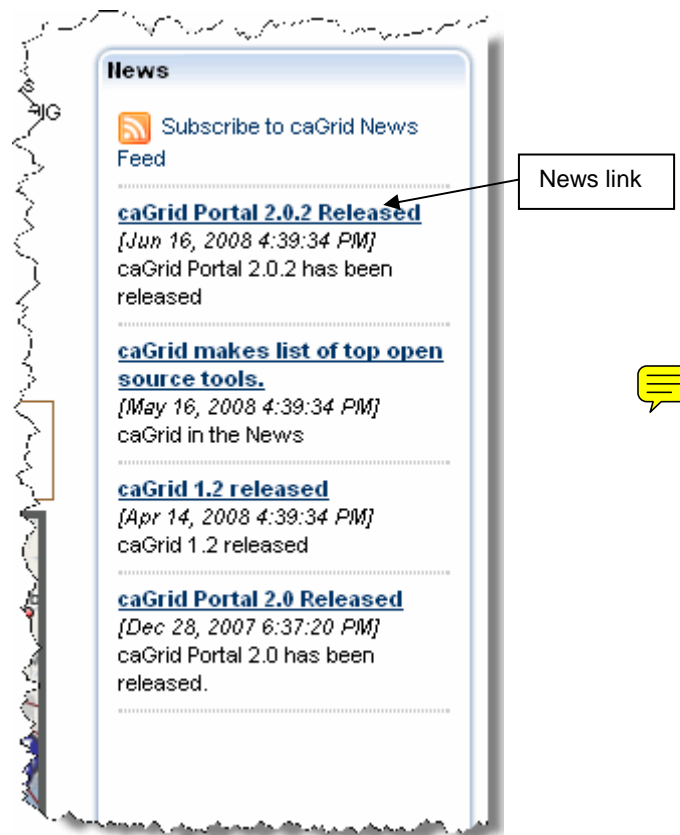 News
Subscribe to caGrid News
Feed
News link
caGrid Portal 2.0.2 Released
[Jun 16, 2008 4:39:34 PM]
caGrid Portal 2.0.2 has been
released
caGrid makes list of top open
source tools.
[May 16, 2008 4:39:34 PM]
caGrid in the News
caGrid 1.2 released
[Apr 14, 2008 4:39:34 PM]
caGrid 1.2 released
caGrid Portal 2.0 Released
[Dec 28, 2007 6:37:20 PM]
caGrid Portal 2.0 has been
released.